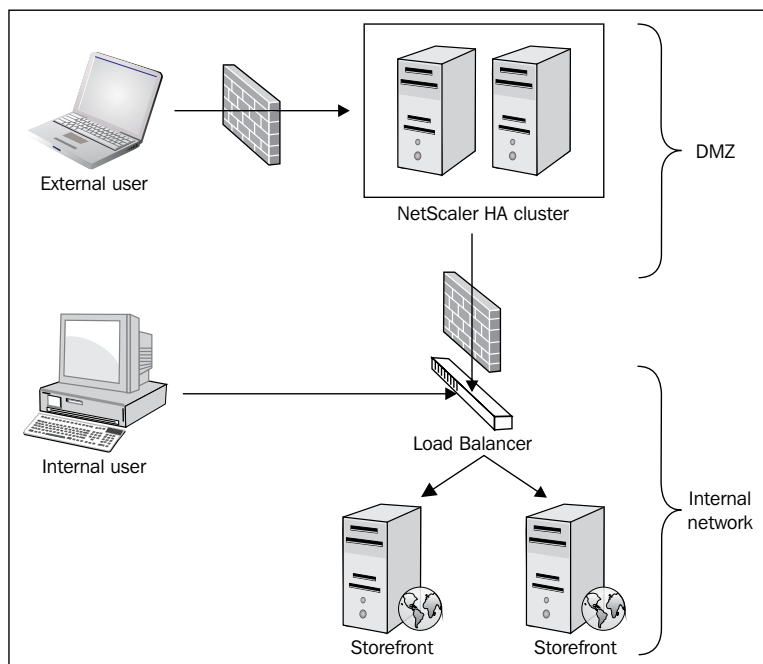 External user
NetScaler HA cluster
DMZ
Internal user
Load Balancer
Internal
network
Storefront
Storefront